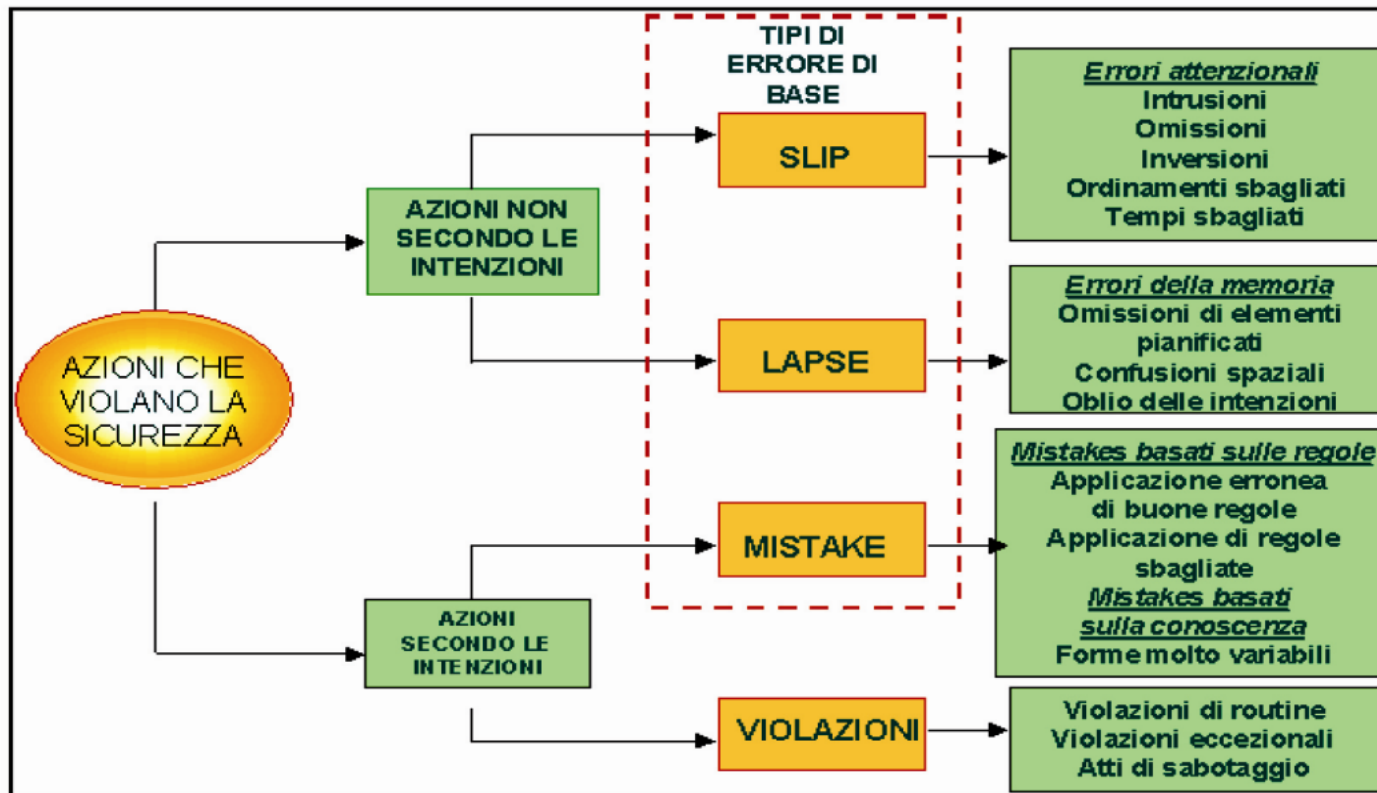 TIPI DI
ERRORE DI
BASE
SLIP
LAPSE
MISTAKE
VIOLAZIONI
AZIONI NON
SECONDO LE
INTENZIONI
AZIONI CHE
VIOLANO LA
SICUREZZA
AZIONI
SECONDO LE
INTENZIONI
Errori attenzionali
Intrusioni
Omissioni
Inversioni
Ordinamenti sbagliati
Tempi sbagliati
Errori della memoria
Omissioni di elementi
pianificati
Confusioni spaziali
Oblio delle intenzioni
Mistakes basati sulle regole
Applicazione erronea
di buone regole
Applicazione di regole
sbagliate
Mistakes basati
sulla conoscenza
Forme molto variabili
Violazioni di routine
Violazioni eccezionali
Atti di sabotaggio